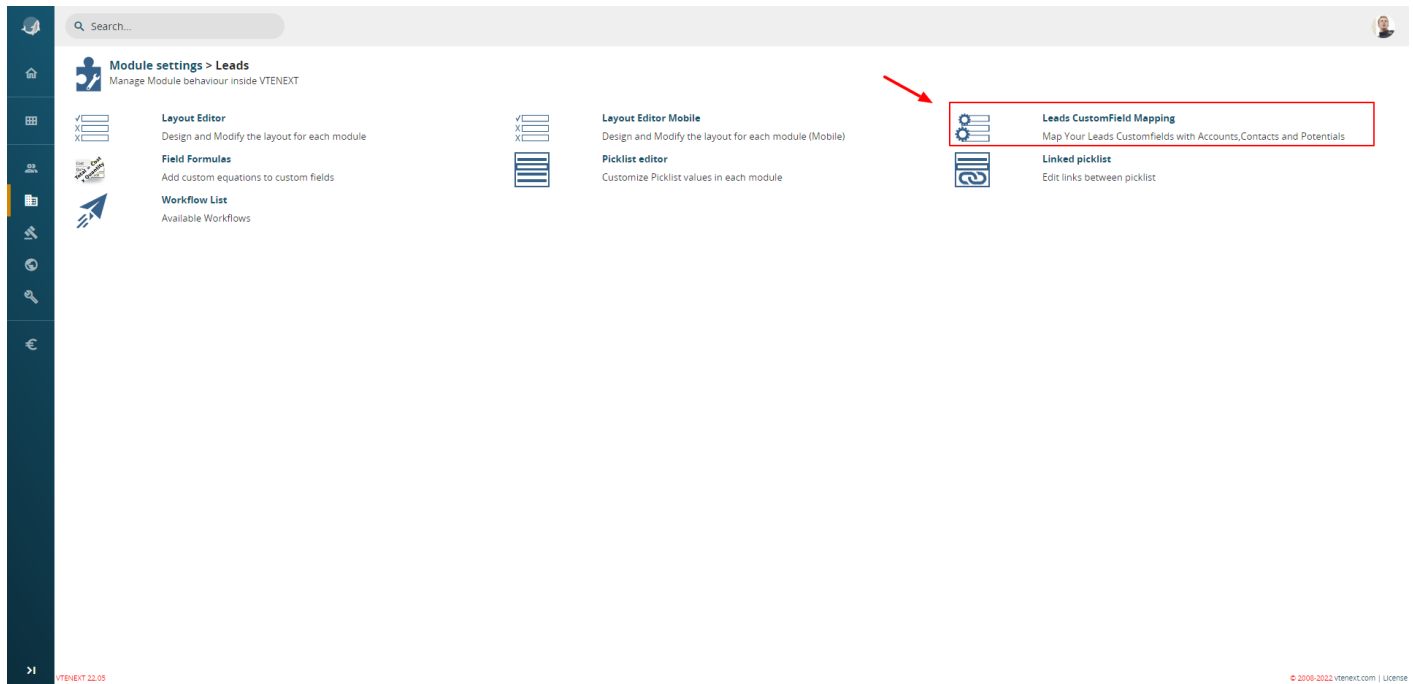 Search...
Module settings > Leads
Manage Module behaviour inside VTENEXT
Layout Editor
Design and Modify the layout for each module
Layout Editor Mobile
Design and Modify the layout for each module (Mobile)
Leads CustomField Mapping
Map Your Leads Customfields with Accounts,Contacts and Potentials
Field Formulas
Add custom equations to custom fields
Picklist editor
Customize Picklist values in each module
Linked picklist
Edit links between picklist
Workflow List
Available Workflows
VTENEXT 22.05
© 2008-2022 vtenext.com | License